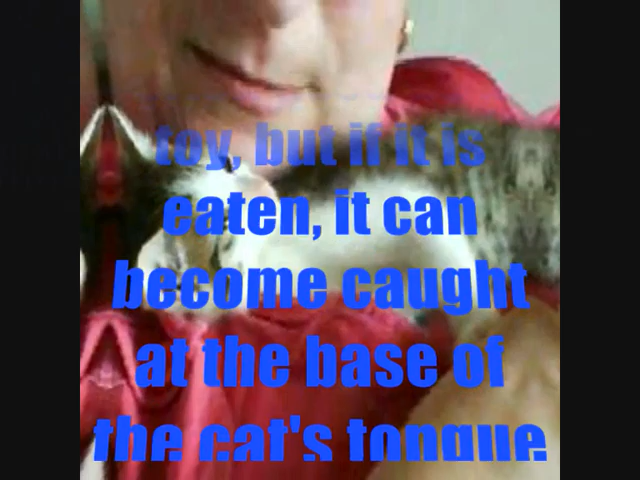 toy, but if it is
eaten, it can
become caught
at the base of
the cat's tongue